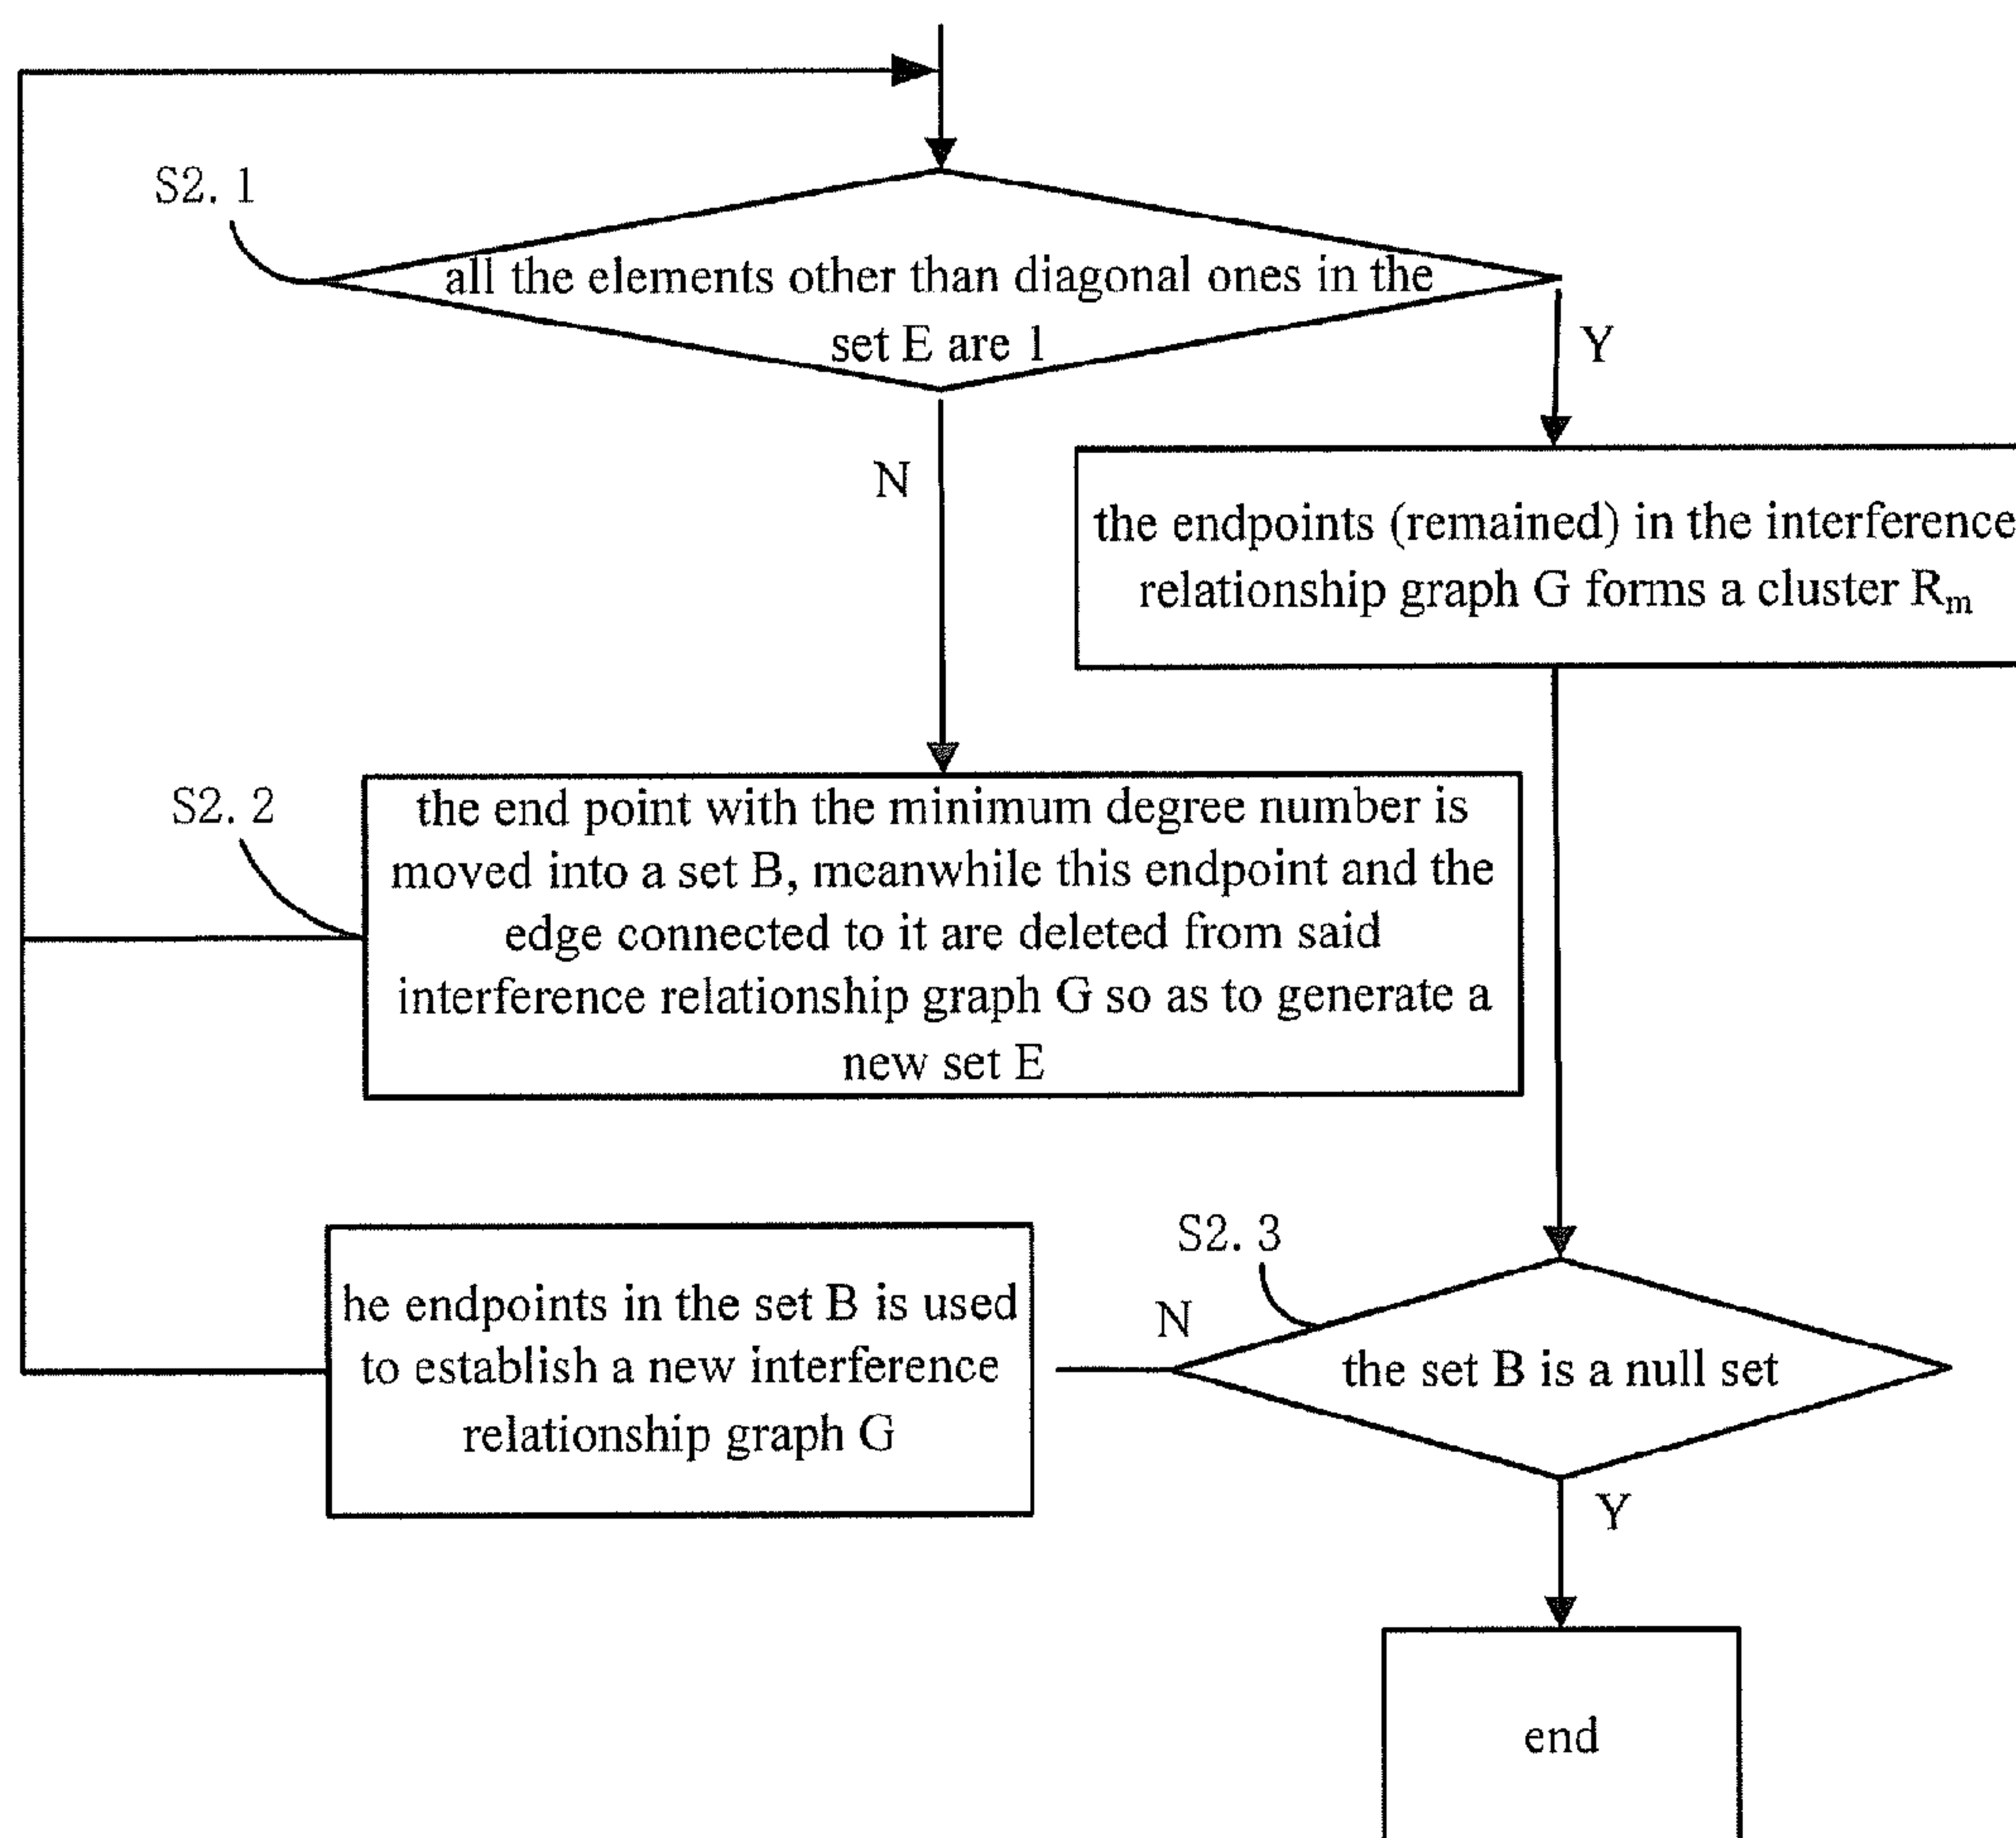 S2. 1
all the elements other than diagonal ones in the
set E are 1
Y
N
the endpoints (remained) in the interference
relationship graph G forms a cluster Rm
S2. 2
the end point with the minimum degree number is
moved into a set B, meanwhile this endpoint and the
edge connected to it are deleted from said
interference relationship graph G so as to generate a
new set E
S2. 3
N
he endpoints in the set B is used
to establish a new interference
relationship graph G
the set B is a null set
Y
end